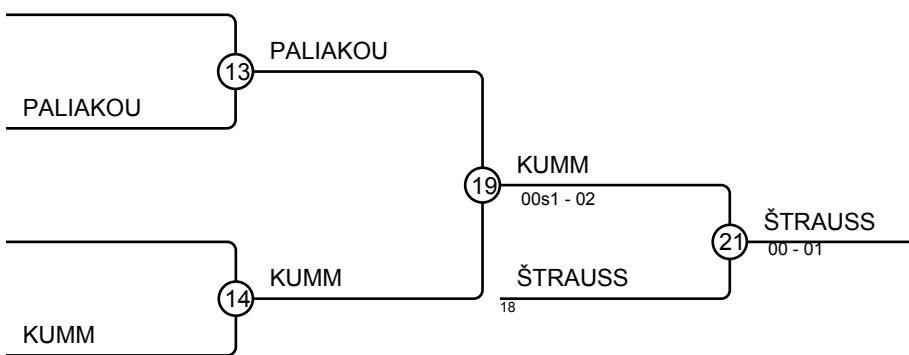 PALIAKOU
13
PALIAKOU
KUMM
19
00s1 - 02
ŠTRAUSS
21
00 - 01
KUMM
ŠTRAUSS
14
18
KUMM